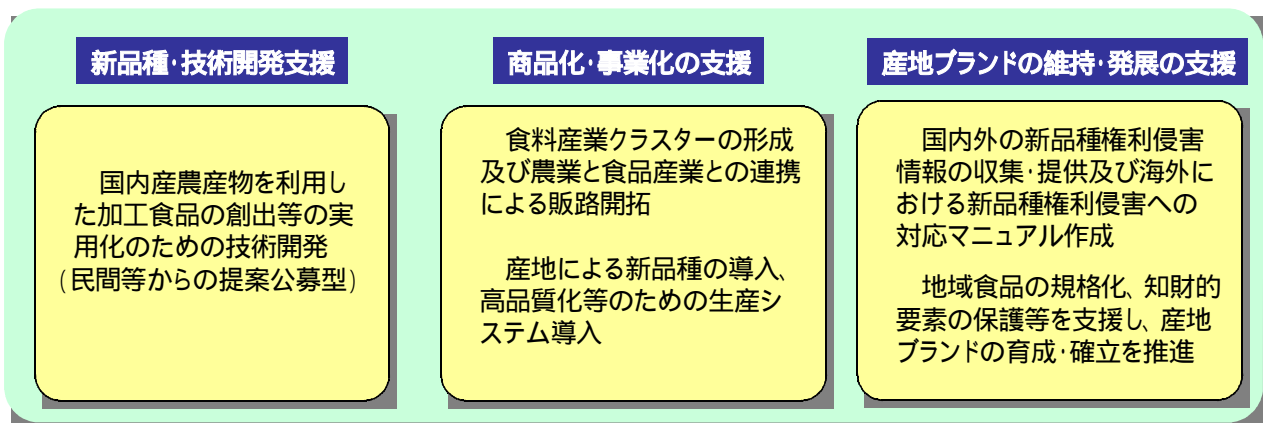 新品種・技術開発支援
国内産農産物を利用し
た加工食品の創出等の実
用化のための技術開発
(民間等からの提案公募型)
商品化・事業化の支援
食料産業クラスターの形成
及び農業と食品産業との連携
による販路開拓
産地による新品種の導入、
高品質化等のための生産シ
ステム導入
産地ブランドの維持・発展の支援
国内外の新品種権利侵害
情報の収集・提供及び海外に
おける新品種権利侵害への
対応マニュアル作成
地域食品の規格化、知財的
要素の保護等を支援し、産地
ブランドの育成・確立を推進